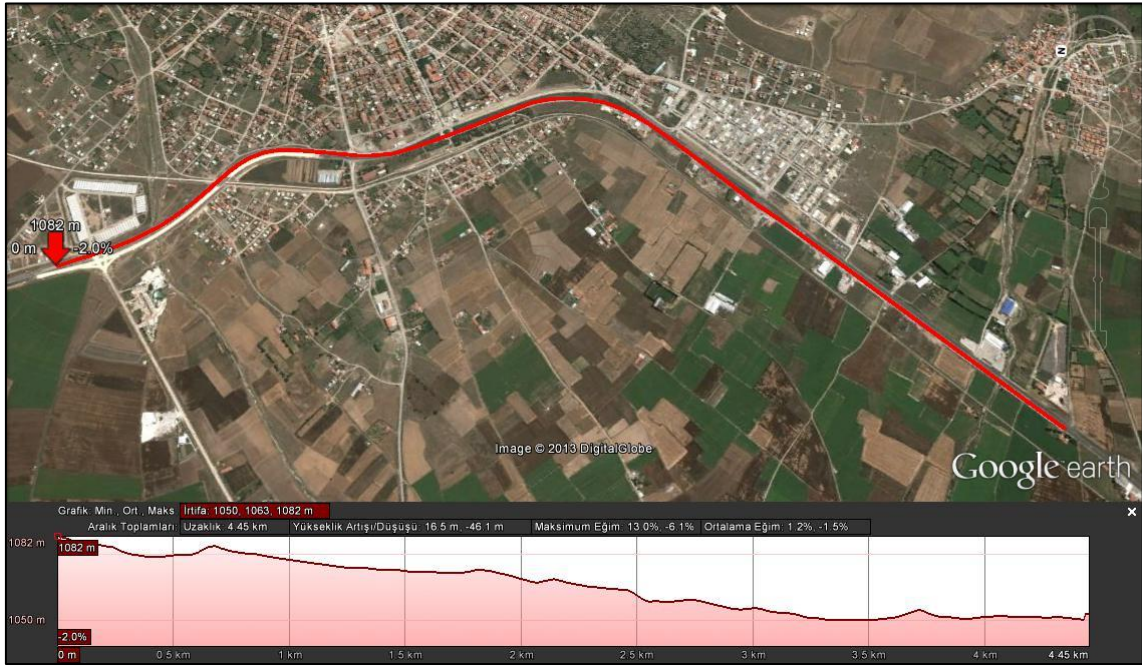 N
1082 m
0 m
-2.0%
Image © 2013 DigitalGlobe
Google earth
Grafik: Min., Ort., Maks. İrtifa: 1050, 1063, 1082 m
Aralık Toplamları: Uzaklık: 4.45 km Yükseklik Artışı/Düşüşü: 16.5 m, -46.1 m Maksimum Eğim: 13.0%, -6.1% Ortalama Eğim: 1.2%, -1.5%
1082 m
1082 m
1050 m
-2.0%
0 m 0.5 km 1 km 1.5 km 2 km 2.5 km 3 km 3.5 km 4 km 4.45 km